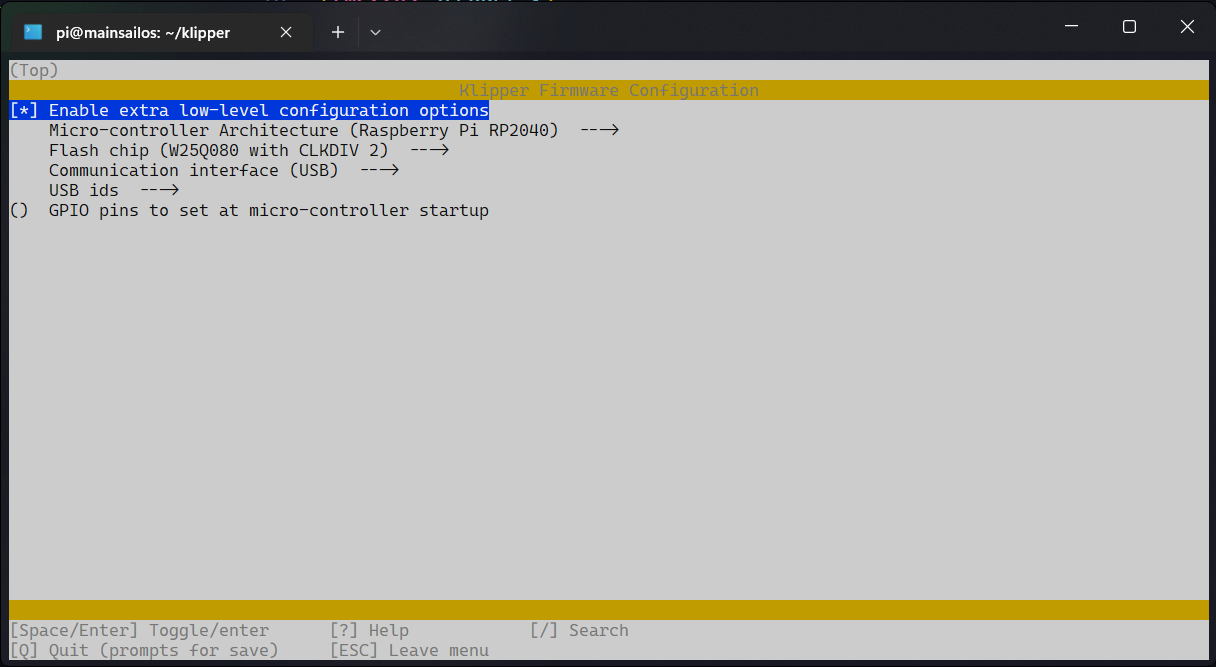 pi@mainsailos: ~/klipper
(Top)
Klipper Firmware Configuration
[*] Enable extra low-level configuration options
Micro-controller Architecture (Raspberry Pi RP2040) --->
Flash chip (W25Q080 with CLKDIV 2) --->
Communication interface (USB) --->
USB ids --->
() GPIO pins to set at micro-controller startup
[Space/Enter] Toggle/enter [?] Help [/] Search
[Q] Quit (prompts for save) [ESC] Leave menu